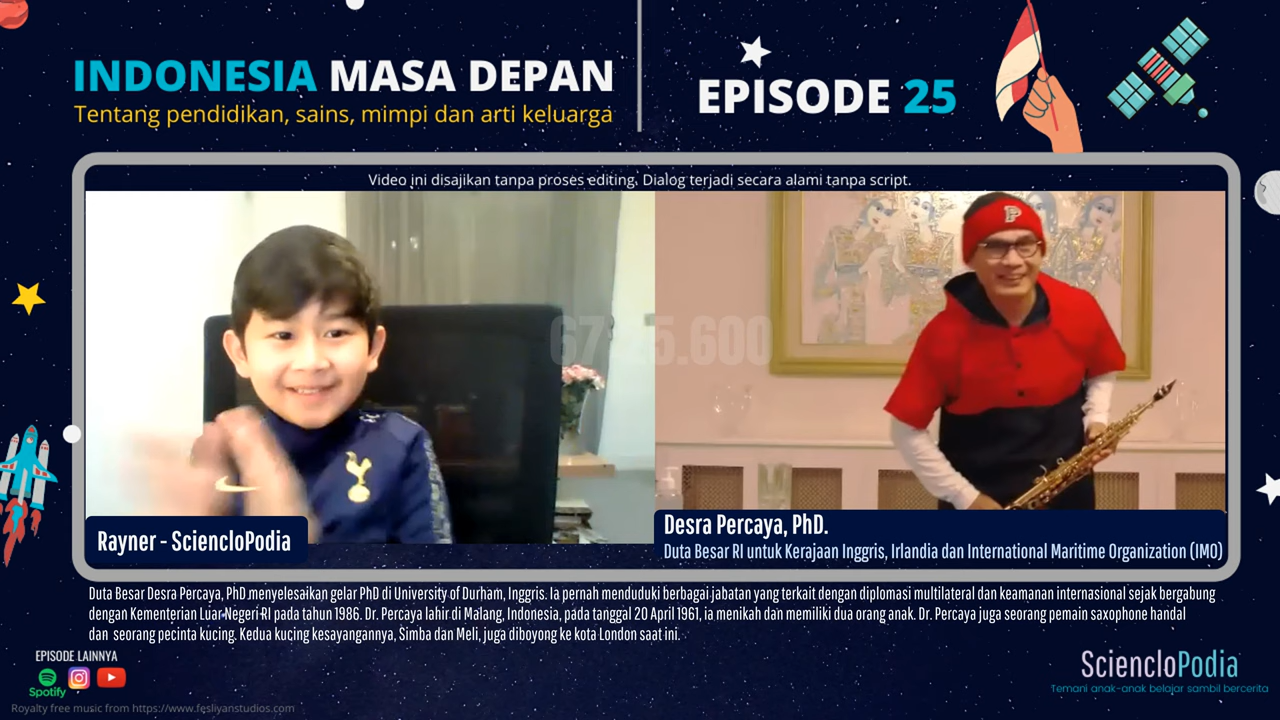 INDONESIA MASA DEPAN
Tentang pendidikan, sains, mimpi dan arti keluarga
EPISODE 25
Video ini disajikan tanpa proses editing. Dialog terjadi secara alami tanpa script.
P
Rayner - SciencloPodia
Desra Percaya, PhD.
Duta Besar RI untuk Kerajaan Inggris, Irlandia dan International Maritime Organization (IMO)
Duta Besar Desra Percaya, PhD menyelesaikan gelar PhD di University of Durham, Inggris. Ia pernah menduduki berbagai jabatan yang terkait dengan diplomasi multilateral dan keamanan internasional sejak bergabung
dengan Kementerian Luar Negeri RI pada tahun 1986. Dr. Percaya lahir di Malang, Indonesia, pada tanggal 20 April 1961, ia menikah dan memiliki dua orang anak. Dr. Percaya juga seorang pemain saxophone handal
dan seorang pecinta kucing. Kedua kucing kesayangannya, Simba dan Meli, juga diboyong ke kota London saat ini.
EPISODE LAINNYA
Spotify
SciencloPodia
Temani anak-anak belajar sambil bercerita
Royalty free music from https://www.fesliyanstudios.com